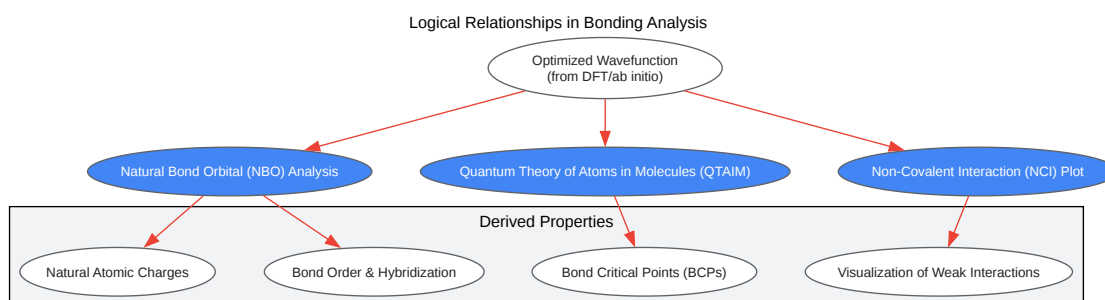 Logical Relationships in Bonding Analysis
Optimized Wavefunction
(from DFT/ab initio)
Natural Bond Orbital (NBO) Analysis
Quantum Theory of Atoms in Molecules (QTAIM)
Non-Covalent Interaction (NCI) Plot
Derived Properties
Natural Atomic Charges
Bond Order & Hybridization
Bond Critical Points (BCPs)
Visualization of Weak Interactions